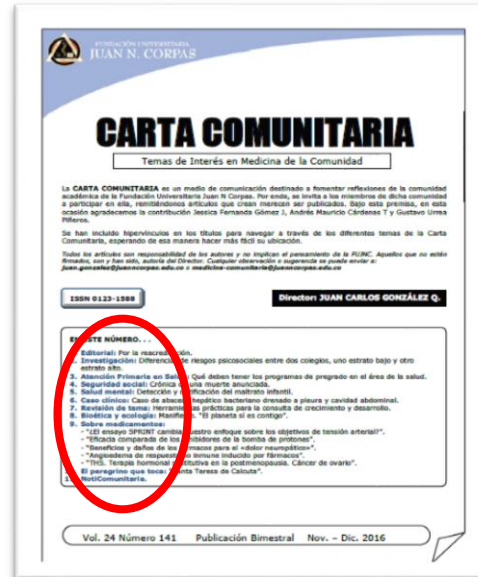 FUNDACIÓN UNIVERSITARIA
JUAN N. CORPAS
CARTA COMUNITARIA
Temas de Interés en Medicina de la Comunidad
La CARTA COMUNITARIA es un medio de comunicación destinado a fomentar reflexiones de la comunidad
académica de la Fundación Universitaria Juan N. Corpas. Por ende, se invita a los miembros de dicha comunidad
a participar en ella, remitiéndonos artículos que crean merecen ser publicados. Bajo esta premisa, en esta
ocasión agradecemos la contribución Jessica Fernanda Gómez J, Andrés Mauricio Cárdenas T y Gustavo Urrea
Piñeros.
Se han incluido hipervínculos en los títulos para navegar a través de los diferentes temas de la Carta
Comunitaria, esperando de esa manera hacer más fácil su ubicación.
Todos los artículos son responsabilidad de los autores y no implican el pensamiento de la FUJNC. Aquellos que no estén
firmados, son y han sido, autoría del Director. Cualquier observación o sugerencia se puede enviar a:
juan.gonzalez@juanncorpas.edu.co o medicina-comunitaria@juanncorpas.edu.co
ISSN 0123-1588
Director: JUAN CARLOS GONZÁLEZ Q.
EN ESTE NÚMERO. . .
Editorial: Por la reacreditación.
Investigación: Diferencia de riesgos psicosociales entre dos colegios, uno estrato bajo y otro
estrato alto.
3. Atención Primaria en Salud: Qué deben tener los programas de pregrado en el área de la salud.
4. Seguridad social: Crónica de una muerte anunciada.
5. Salud mental: Detección y notificación del maltrato infantil.
6. Caso clínico: Caso de absceso hepático bacteriano drenado a pleura y cavidad abdominal.
7. Revisión de tema: Herramientas prácticas para la consulta de crecimiento y desarrollo.
8. Bioética y ecología: Manifiesto. "El planeta sí es contigo".
9. Sobre medicamentos:
- "¿El ensayo SPRINT cambia nuestro enfoque sobre los objetivos de tensión arterial?".
- "Eficacia comparada de los inhibidores de la bomba de protones".
- "Beneficios y daños de los fármacos para el «dolor neuropático»".
- "Angioedema de respuesta no inmune inducido por fármacos".
- "THS. Terapia hormonal sustitutiva en la postmenopausia. Cáncer de ovario".
El peregrino que toca: "Santa Teresa de Calcuta".
NotiComunitaria.
Vol. 24 Número 141 Publicación Bimestral Nov. – Dic. 2016